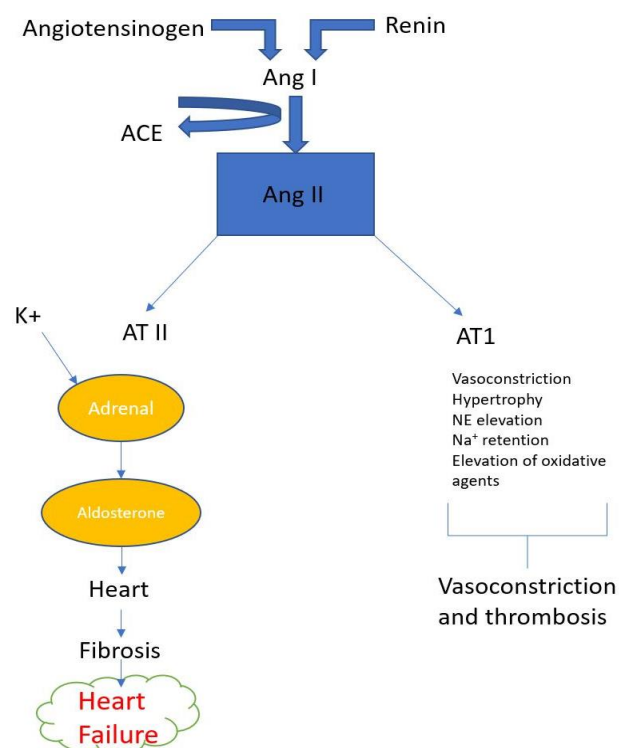 Angiotensinogen
Renin
Ang I
ACE
Ang II
K+
AT II
AT1
Adrenal
Vasoconstriction
Hypertrophy
NE elevation
Na⁺ retention
Elevation of oxidative
agents
Aldosterone
Heart
Vasoconstriction
and thrombosis
Fibrosis
Heart
Failure